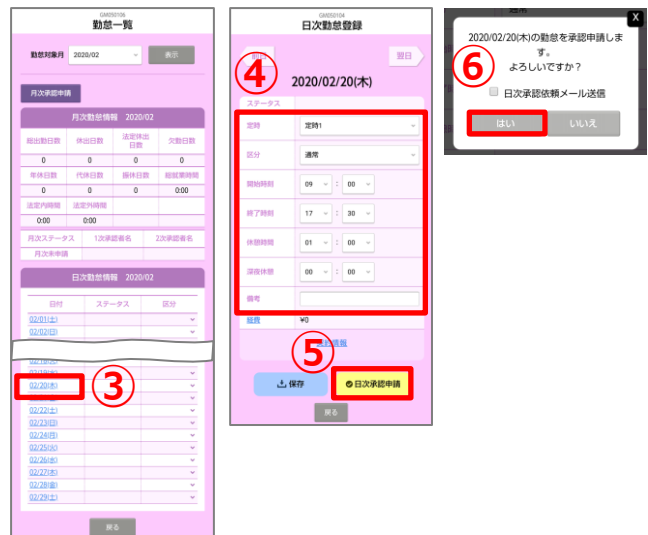 GMI50106
勤怠一覧
勤怠対象月 2020/02 表示
月次承認申請
月次勤怠情報 2020/02
総出勤日数 休出日数 法定休出日数 欠勤日数
0 0 0 0
年休日数 代休日数 振休日数 総就業時間
0 0 0 0:00
法定内時間 法定外時間
0:00 0:00
月次ステータス 1次承認者名 2次承認者名
月次未申請
日次勤怠情報 2020/02
日付 ステータス 区分
02/01(土)
02/02(日)
02/20(木)
③
02/22(土)
02/23(日)
02/24(月)
02/25(火)
02/26(水)
02/27(木)
02/28(金)
02/29(土)
戻る
GMI50104
日次勤怠登録
前日 翌日
④
2020/02/20(木)
ステータス
定時 定時1
区分 通常
開始時刻 09 : 00
終了時刻 17 : 30
休憩時間 01 : 00
深夜休憩 00 : 00
備考
経費 ¥0
⑤
保存 日次承認申請
戻る
通常
X
2020/02/20(木)の勤怠を承認申請しま
す。
よろしいですか?
⑥
日次承認依頼メール送信
はい いいえ